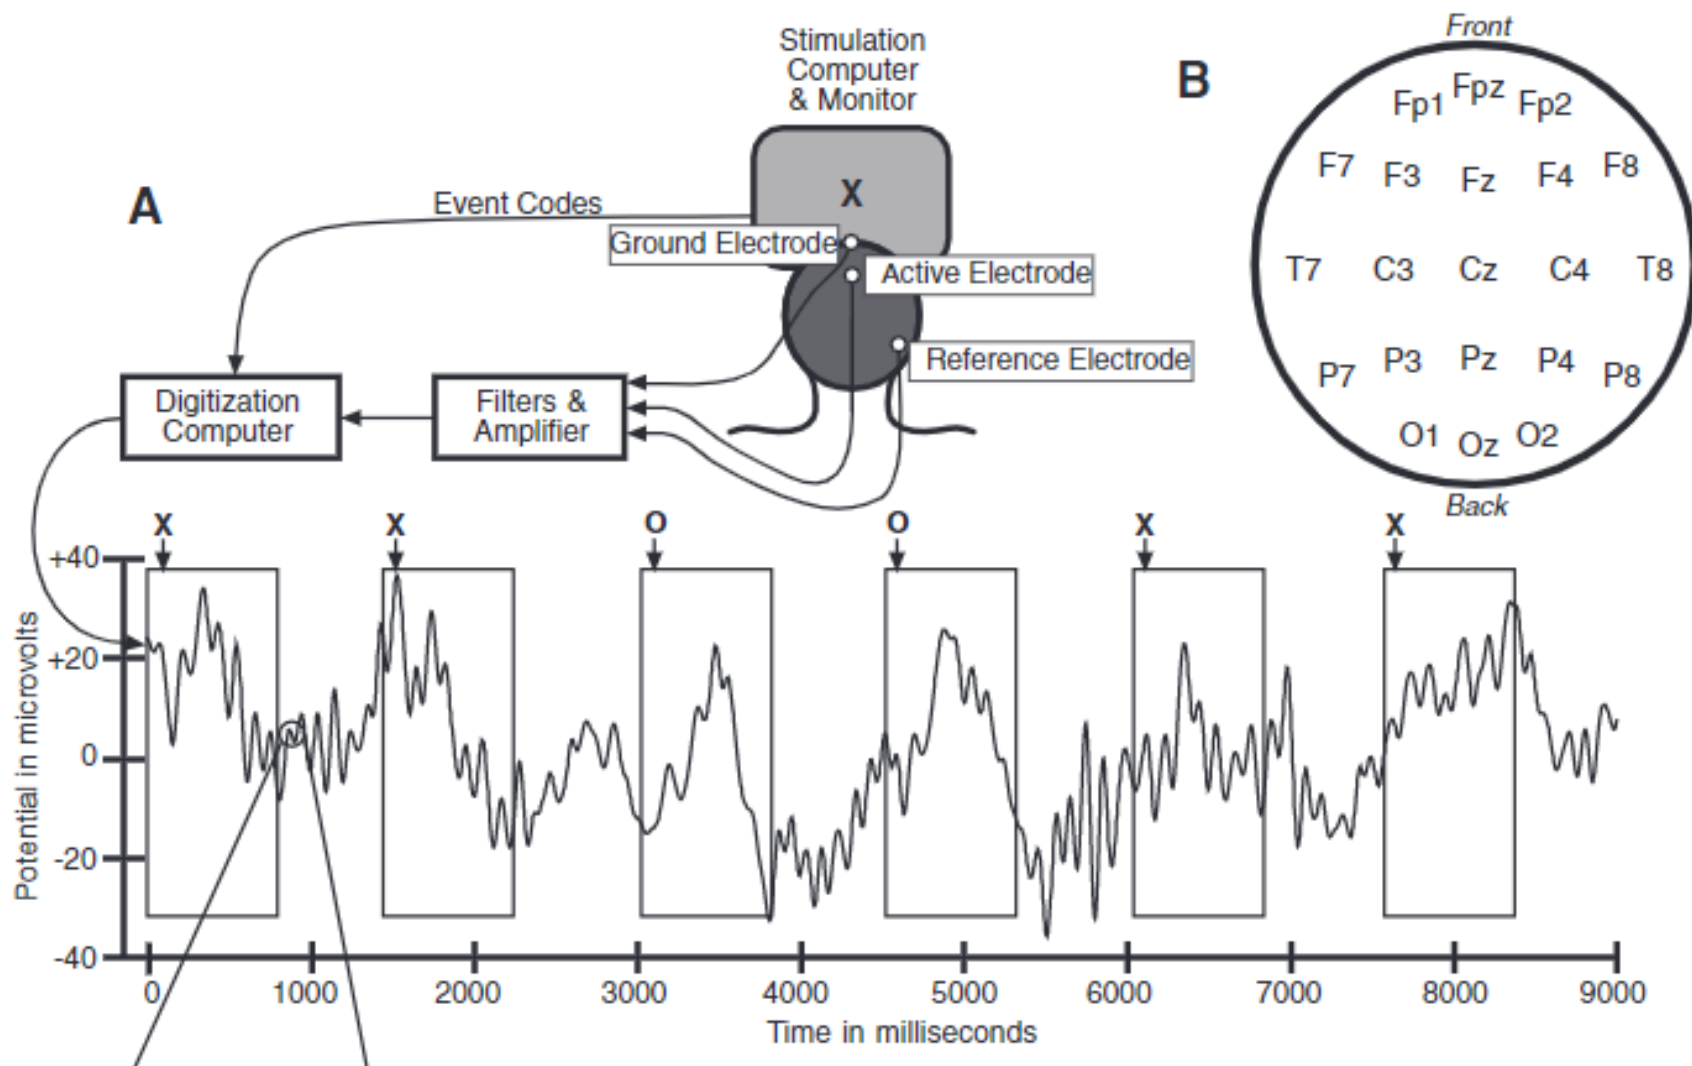 A
Stimulation
Computer
& Monitor
X
Event Codes
Ground Electrode
Active Electrode
Reference Electrode
Digitization
Computer
Filters &
Amplifier
B
Front
Fp1 Fpz Fp2
F7 F3 Fz F4 F8
T7 C3 Cz C4 T8
P7 P3 Pz P4 P8
O1 Oz O2
Back
X X O O X X
Potential in microvolts
+40
+20
0
-20
-40
0 1000 2000 3000 4000 5000 6000 7000 8000 9000
Time in milliseconds